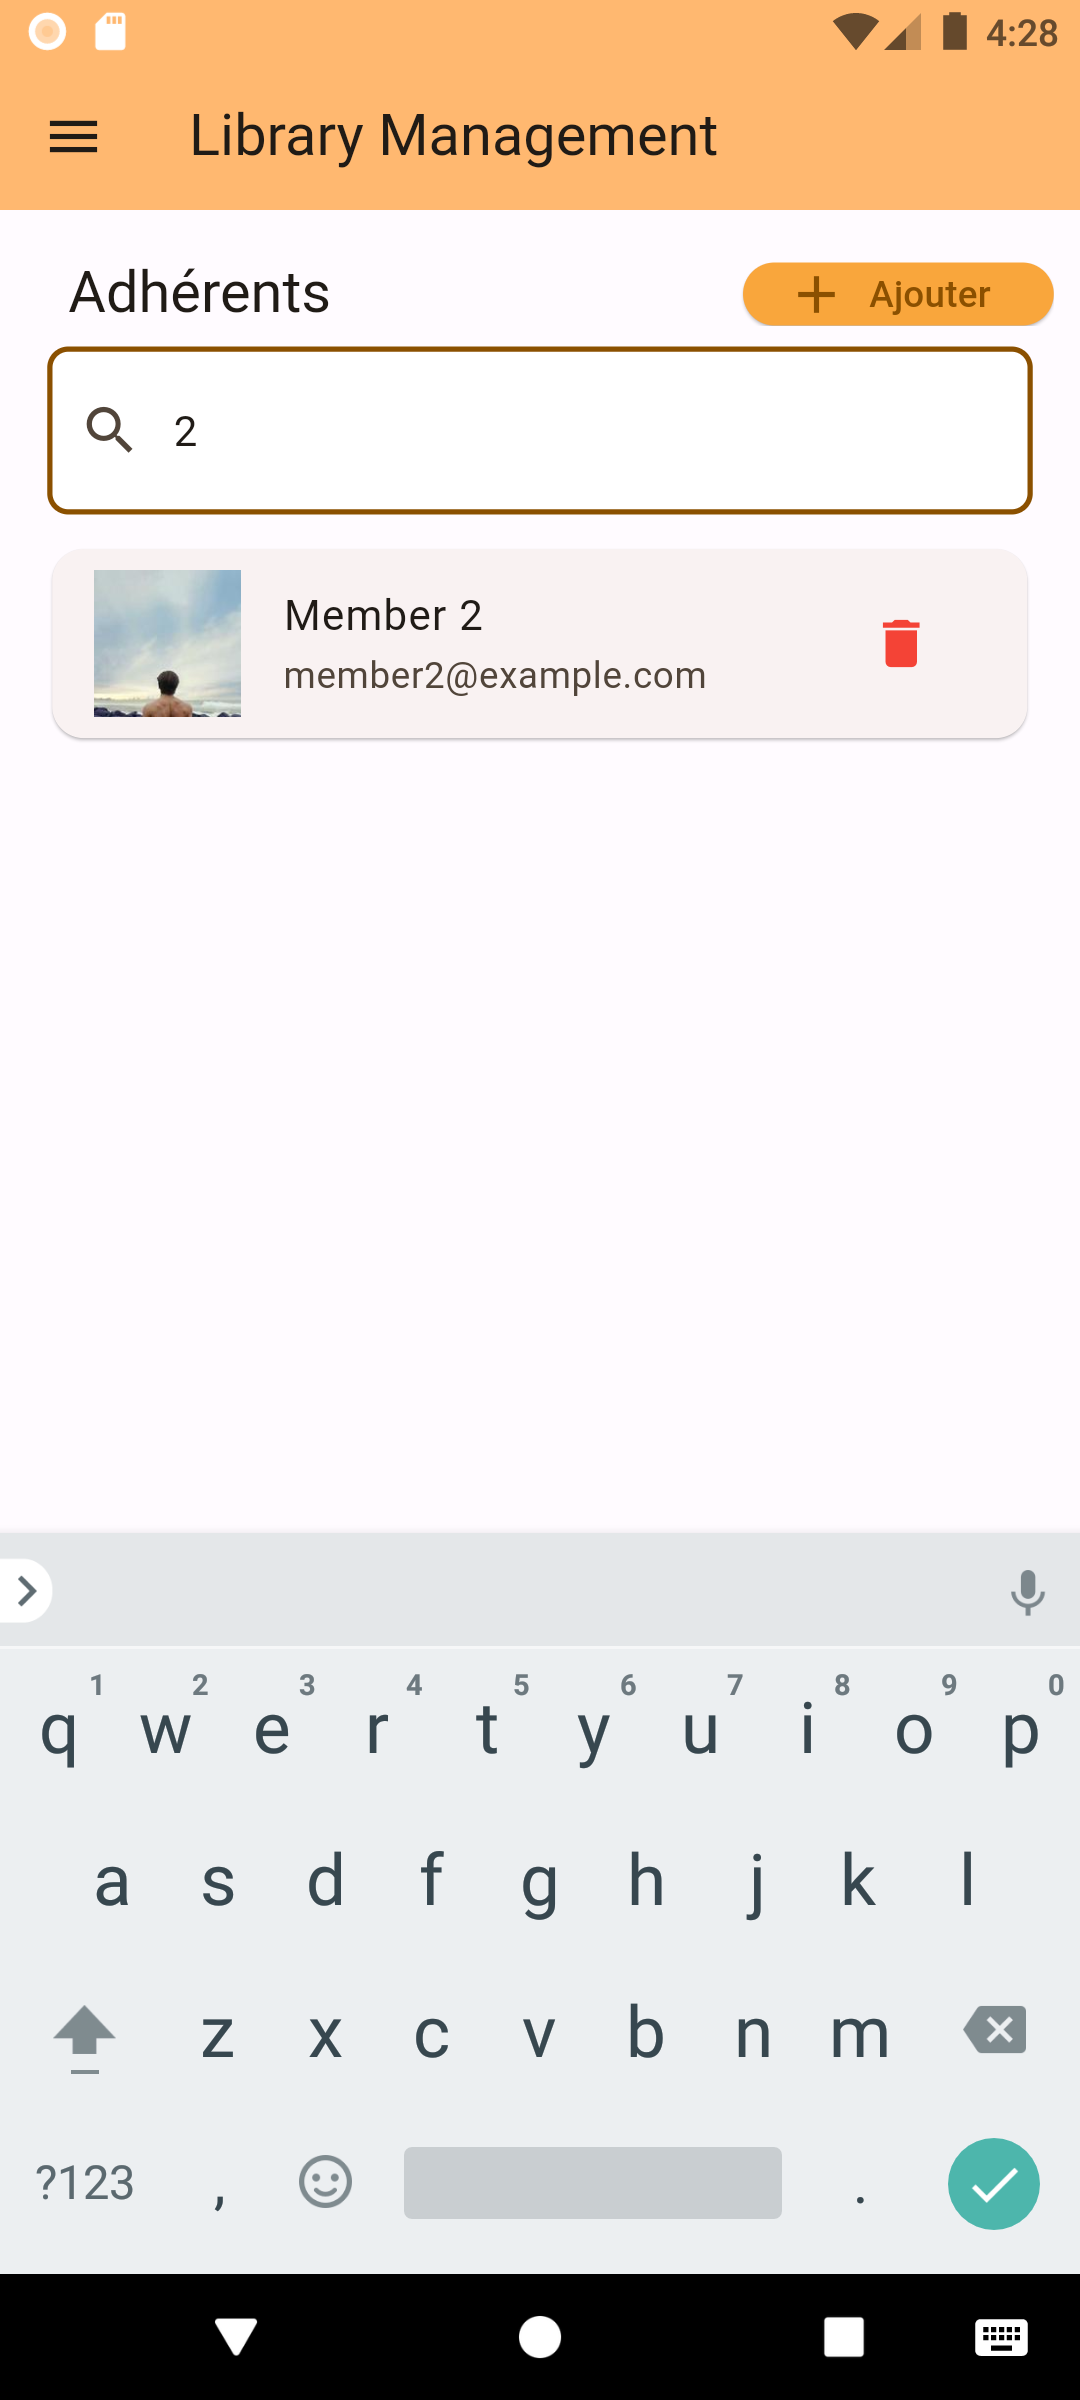 4:28
Library Management
Adhérents
Ajouter
2
Member 2
member2@example.com
1 2 3 4 5 6 7 8 9 0
q w e r t y u i o p
a s d f g h j k l
z x c v b n m
?123 , .